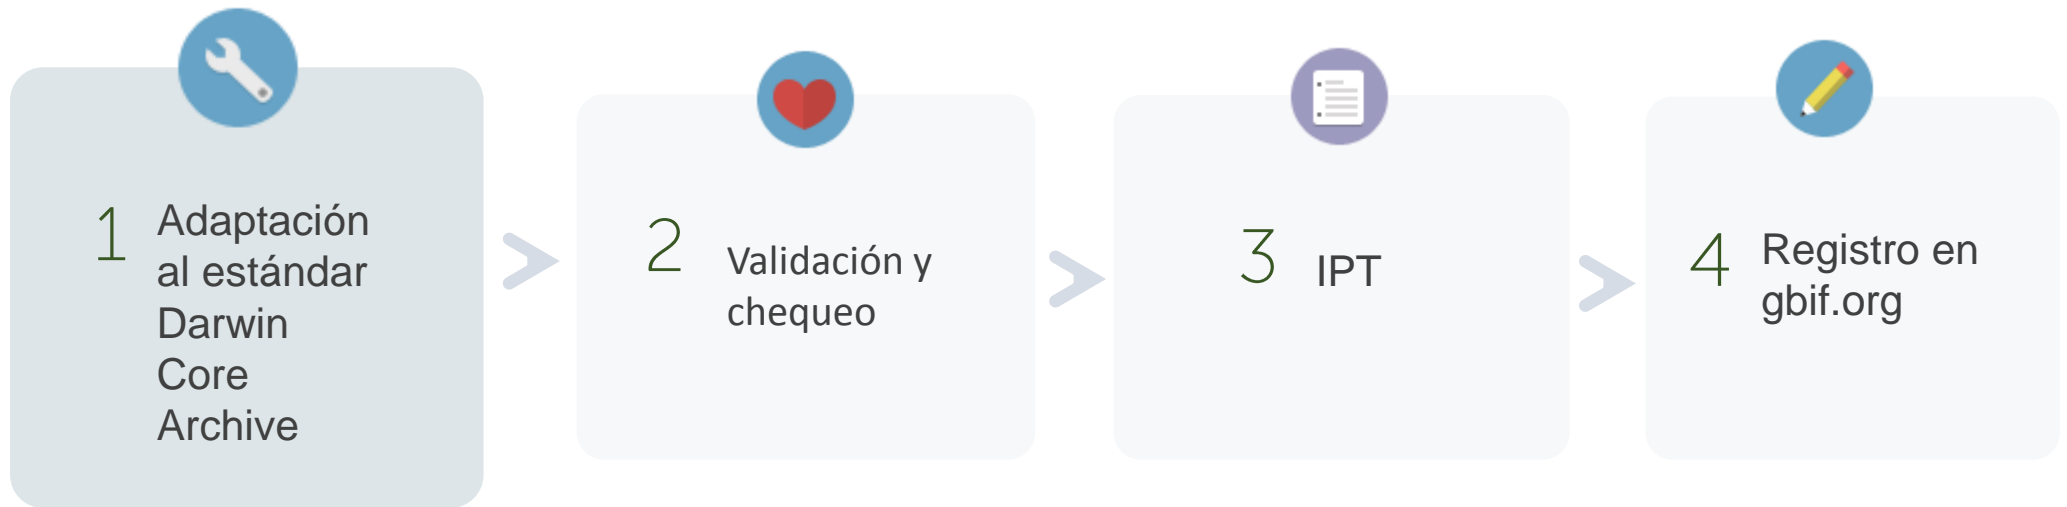 1
Adaptación
al estándar
Darwin
Core
Archive
2
Validación y
chequeo
3
IPT
4
Registro en
gbif.org